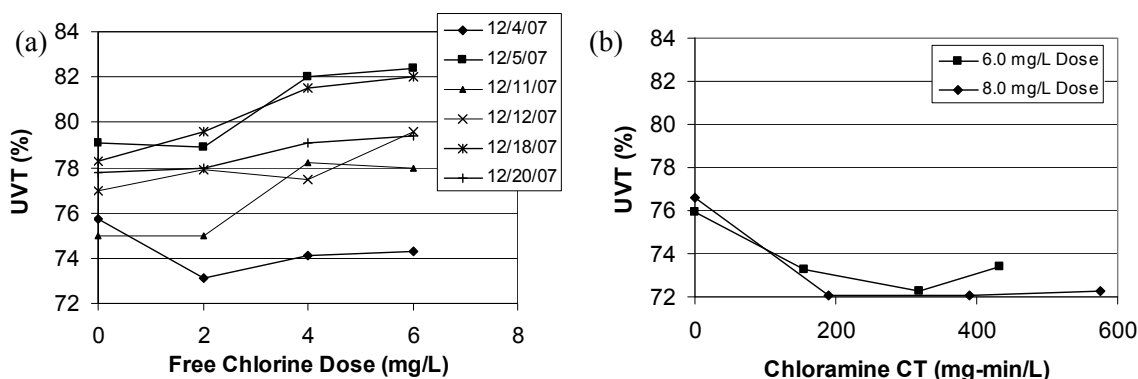 (a)
UVT (%)
84
82
80
78
76
74
72
0 2 4 6 8
Free Chlorine Dose (mg/L)
12/4/07
12/5/07
12/11/07
12/12/07
12/18/07
12/20/07
(b)
UVT (%)
84
82
80
78
76
74
72
0 200 400 600
Chloramine CT (mg-min/L)
6.0 mg/L Dose
8.0 mg/L Dose